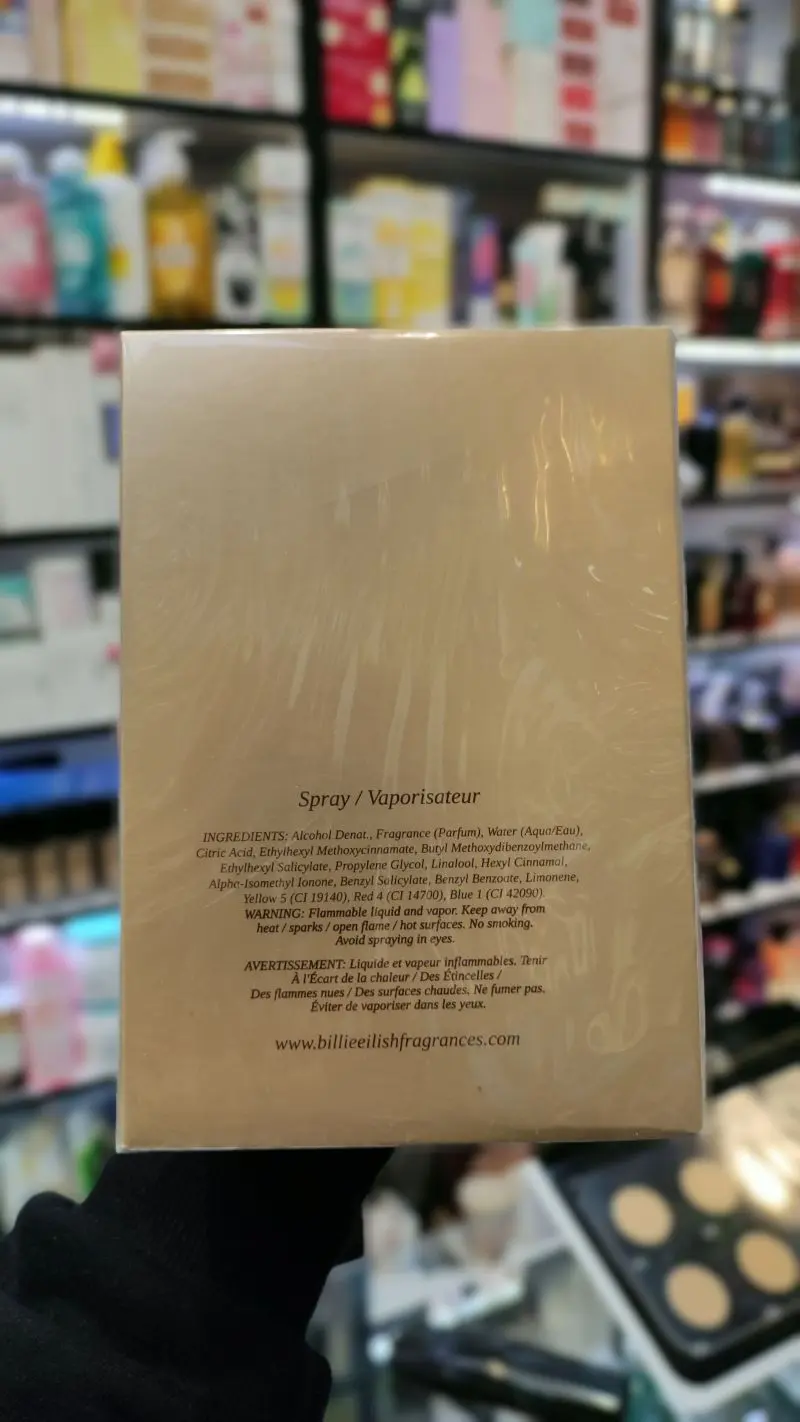 Spray / Vaporisateur
INGREDIENTS: Alcohol Denat., Fragrance (Parfum), Water (Aqua/Eau),
Citric Acid, Ethylhexyl Methoxycinnamate, Butyl Methoxydibenzoylmethane,
Ethylhexyl Salicylate, Propylene Glycol, Linalool, Hexyl Cinnamal,
Alpha-Isomethyl Ionone, Benzyl Salicylate, Benzyl Benzoate, Limonene,
Yellow 5 (CI 19140), Red 4 (CI 14700), Blue 1 (CI 42090).
WARNING: Flammable liquid and vapor. Keep away from
heat / sparks / open flame / hot surfaces. No smoking.
Avoid spraying in eyes.
AVERTISSEMENT: Liquide et vapeur inflammables. Tenir
À l'Écart de la chaleur / Des Étincelles /
Des flammes nues / Des surfaces chaudes. Ne fumer pas.
Éviter de vaporiser dans les yeux.
www.billieeilishfragrances.com